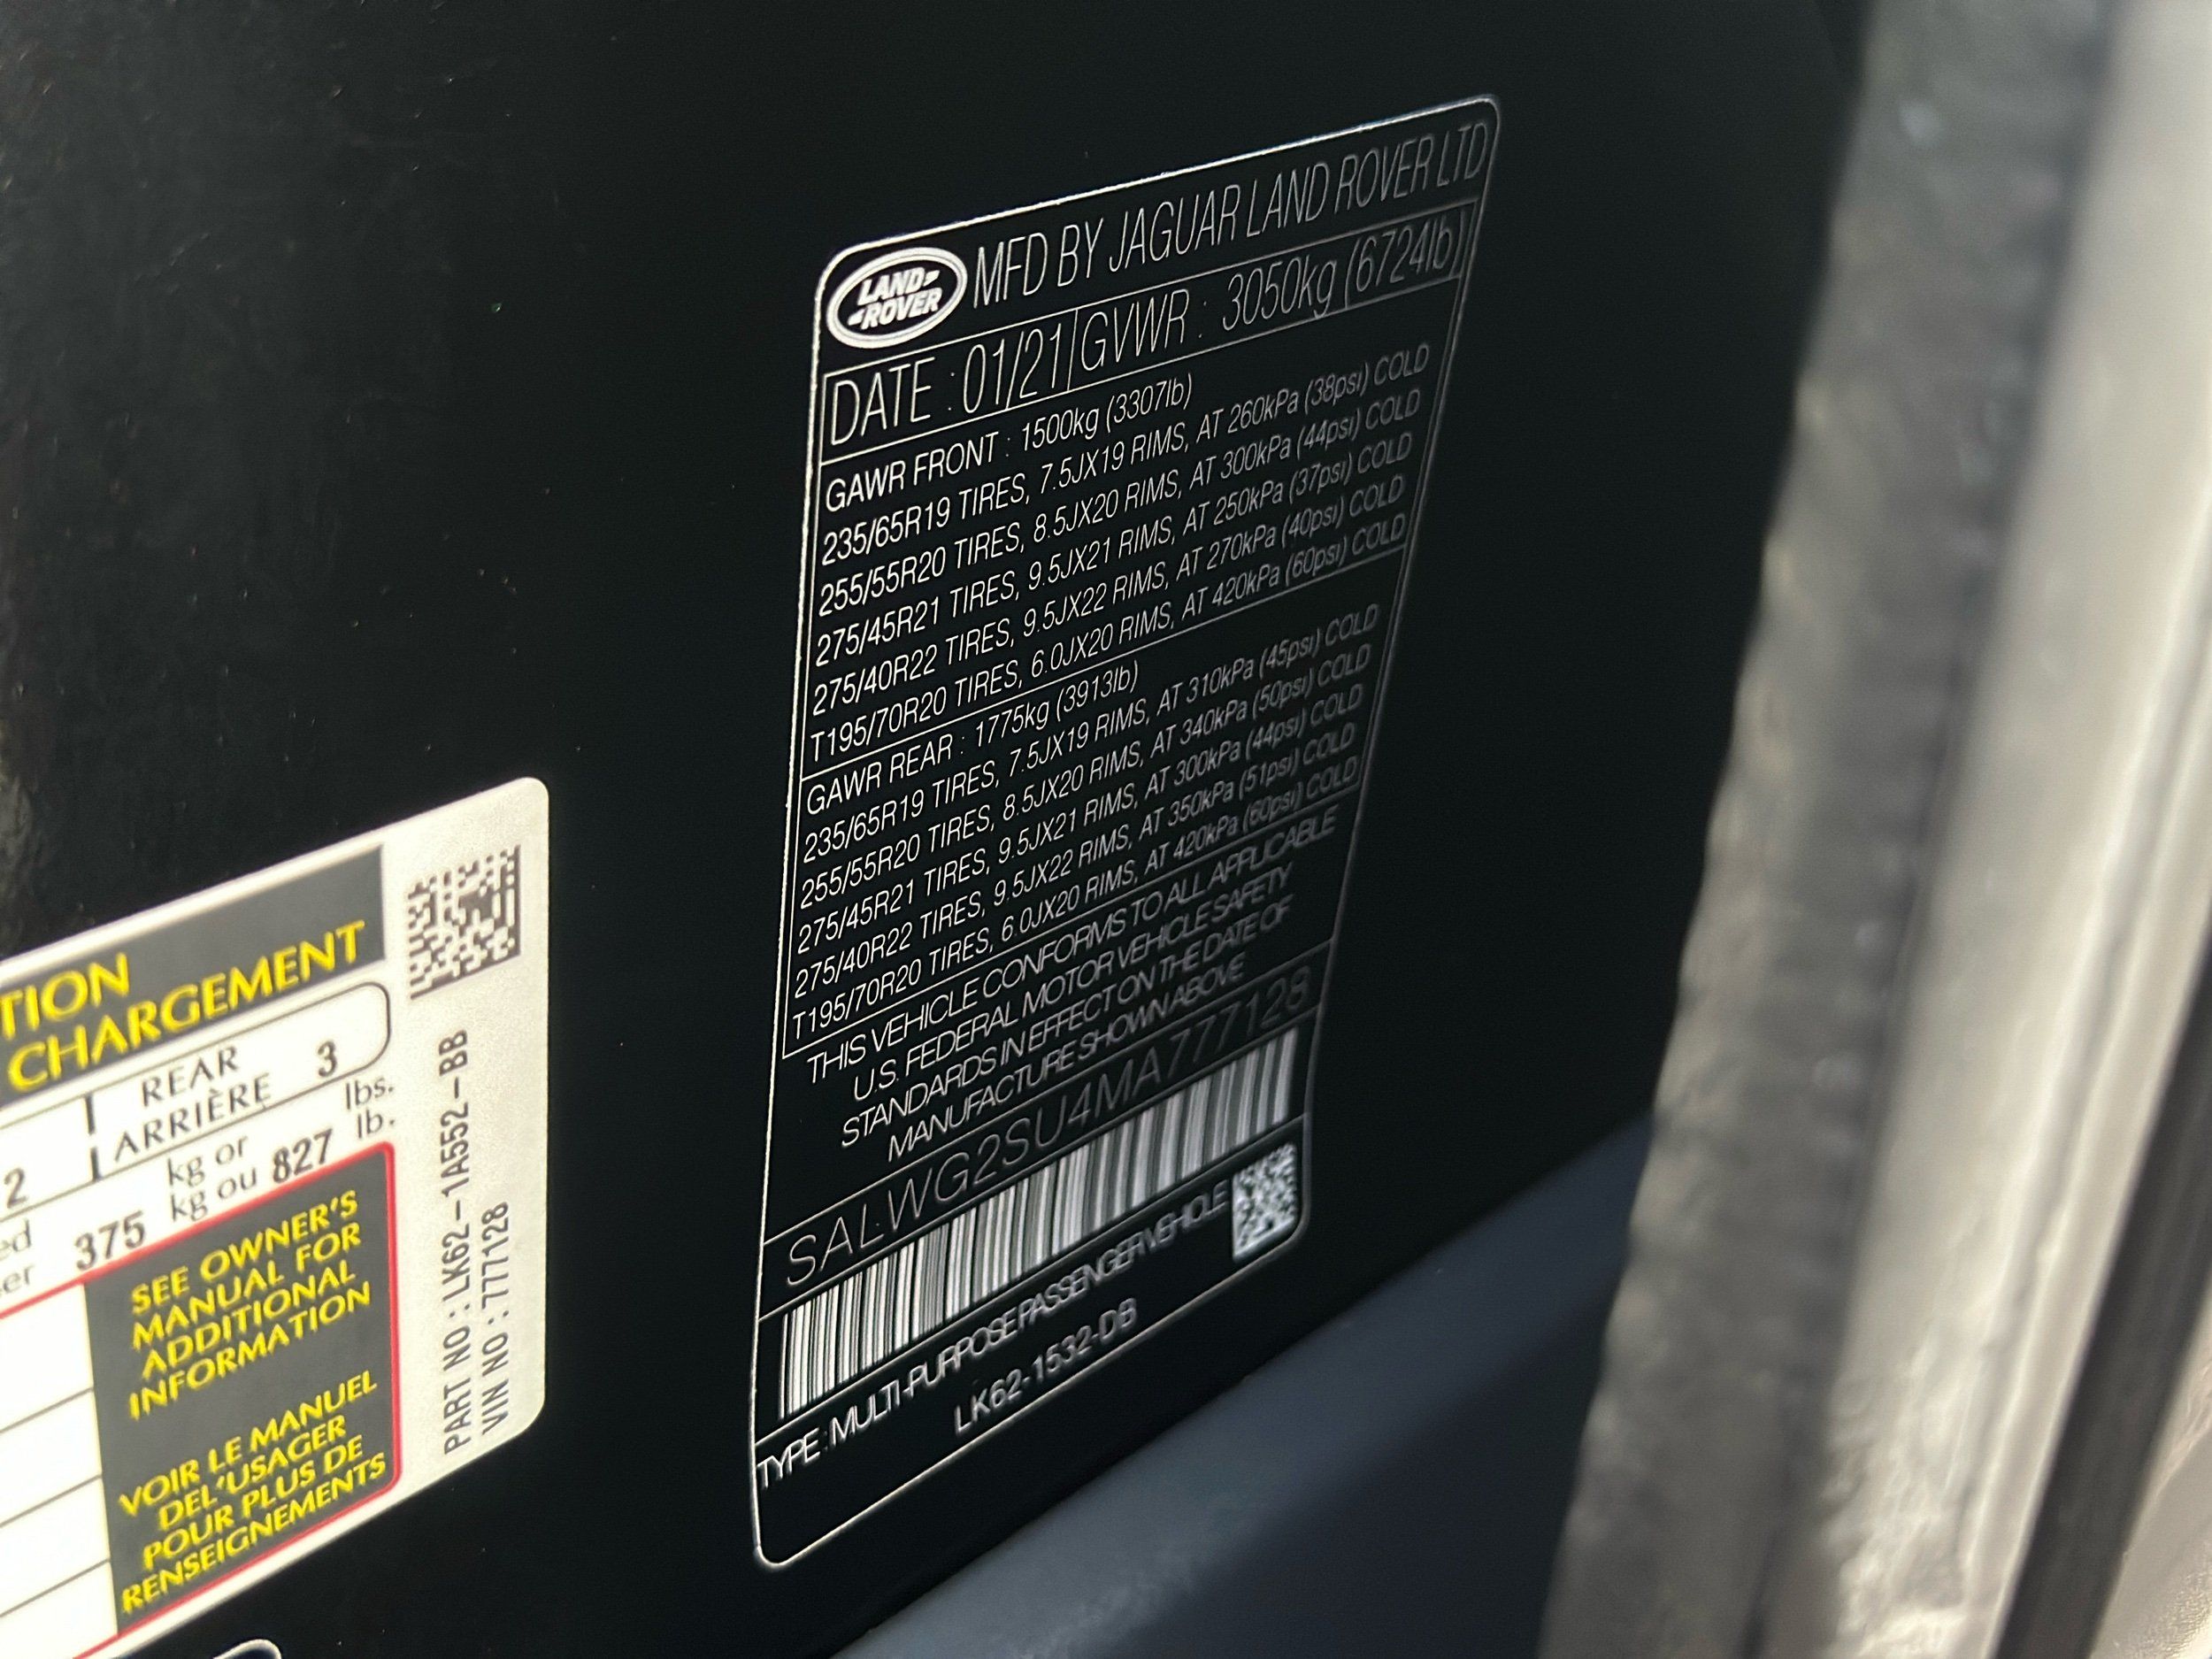 LAND-
-ROVER
MFD BY JAGUAR LAND ROVER LTD
DATE : 01/21 GVWR : 3050kg (6724lb)
GAWR FRONT : 1500kg (3307lb)
235/65R19 TIRES, 7.5JX19 RIMS, AT 260kPa (38psi) COLD
255/55R20 TIRES, 8.5JX20 RIMS, AT 300kPa (44psi) COLD
275/45R21 TIRES, 9.5JX21 RIMS, AT 250kPa (37psi) COLD
275/40R22 TIRES, 9.5JX22 RIMS, AT 270kPa (40psi) COLD
T195/70R20 TIRES, 6.0JX20 RIMS, AT 420kPa (60psi) COLD
GAWR REAR : 1775kg (3913lb)
235/65R19 TIRES, 7.5JX19 RIMS, AT 310kPa (45psi) COLD
255/55R20 TIRES, 8.5JX20 RIMS, AT 340kPa (50psi) COLD
275/45R21 TIRES, 9.5JX21 RIMS, AT 300kPa (44psi) COLD
275/40R22 TIRES, 9.5JX22 RIMS, AT 350kPa (51psi) COLD
T195/70R20 TIRES, 6.0JX20 RIMS, AT 420kPa (60psi) COLD
THIS VEHICLE CONFORMS TO ALL APPLICABLE
U.S. FEDERAL MOTOR VEHICLE SAFETY
STANDARDS IN EFFECT ON THE DATE OF
MANUFACTURE SHOWN ABOVE
SALWG2SU4MA777128
TYPE : MULTI-PURPOSE PASSENGER VEHICLE
LK62-1532-DB
TION
CHARGEMENT
REAR
2 ARRIÈRE 3
ed kg or lbs.
er 375 kg ou 827 lb.
SEE OWNER'S
MANUAL FOR
ADDITIONAL
INFORMATION
VOIR LE MANUEL
DEL'USAGER
POUR PLUS DE
RENSEIGNEMENTS
PART NO : LK62-1A552-BB
VIN NO : 777128